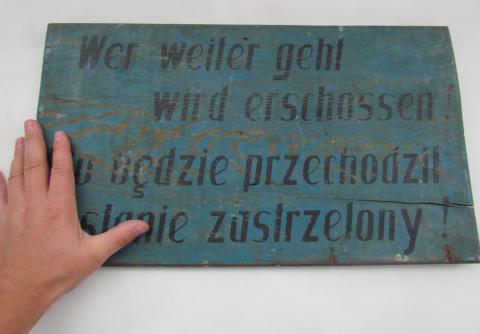 Wer weiter geht
wird erschossen!
będzie przechodził
zastrzelony!